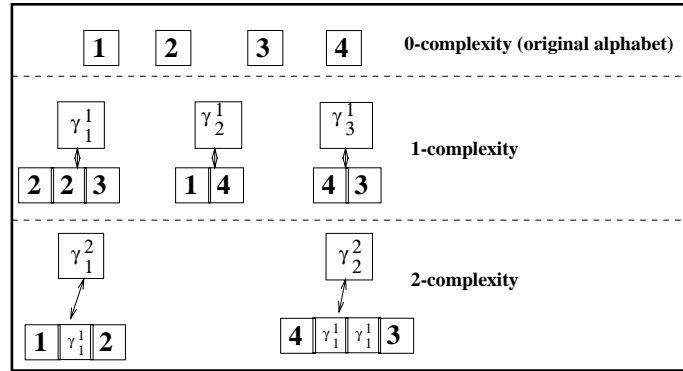 1 2 3 4 0-complexity (original alphabet)
γ₁¹ γ₂¹ γ₃¹
1-complexity
2 2 3 1 4 4 3
γ₁² γ₂²
2-complexity
1 γ₁¹ 2 4 γ₁¹ γ₁¹ 3